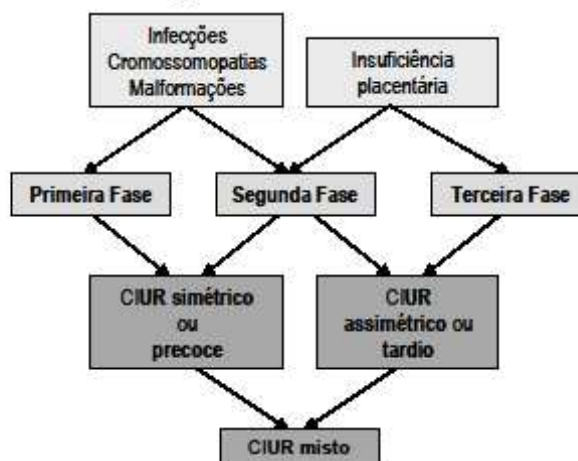 Infecções
Cromossomopatias
Malformações
Insuficiência
placentária
Primeira Fase
Segunda Fase
Terceira Fase
CIUR simétrico
ou
precoce
CIUR
assimétrico ou
tardio
CIUR misto